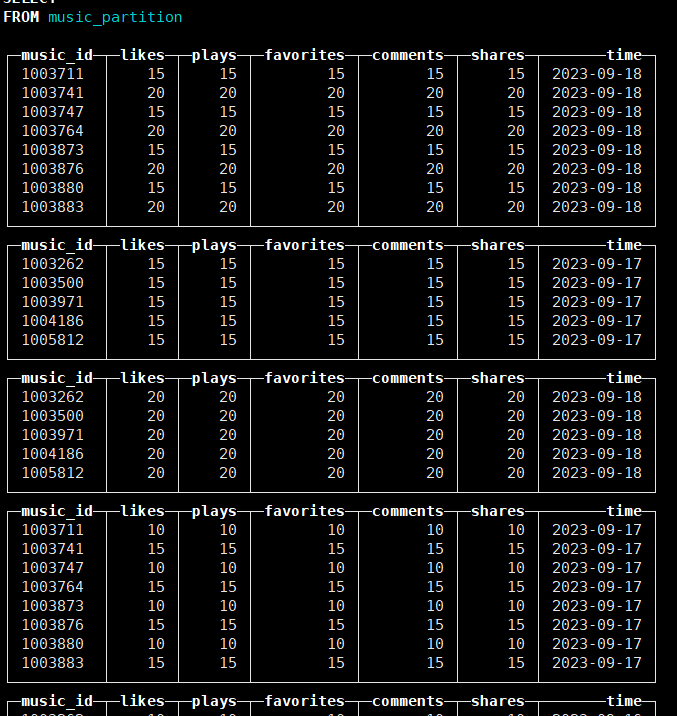 FROM music_partition
music_id likes plays favorites comments shares time
1003711 15 15 15 15 15 2023-09-18
1003741 20 20 20 20 20 2023-09-18
1003747 15 15 15 15 15 2023-09-18
1003764 20 20 20 20 20 2023-09-18
1003873 15 15 15 15 15 2023-09-18
1003876 20 20 20 20 20 2023-09-18
1003880 15 15 15 15 15 2023-09-18
1003883 20 20 20 20 20 2023-09-18
music_id likes plays favorites comments shares time
1003262 15 15 15 15 15 2023-09-17
1003500 15 15 15 15 15 2023-09-17
1003971 15 15 15 15 15 2023-09-17
1004186 15 15 15 15 15 2023-09-17
1005812 15 15 15 15 15 2023-09-17
music_id likes plays favorites comments shares time
1003262 20 20 20 20 20 2023-09-18
1003500 20 20 20 20 20 2023-09-18
1003971 20 20 20 20 20 2023-09-18
1004186 20 20 20 20 20 2023-09-18
1005812 20 20 20 20 20 2023-09-18
music_id likes plays favorites comments shares time
1003711 10 10 10 10 10 2023-09-17
1003741 15 15 15 15 15 2023-09-17
1003747 10 10 10 10 10 2023-09-17
1003764 15 15 15 15 15 2023-09-17
1003873 10 10 10 10 10 2023-09-17
1003876 15 15 15 15 15 2023-09-17
1003880 10 10 10 10 10 2023-09-17
1003883 15 15 15 15 15 2023-09-17
music_id likes plays favorites comments shares time